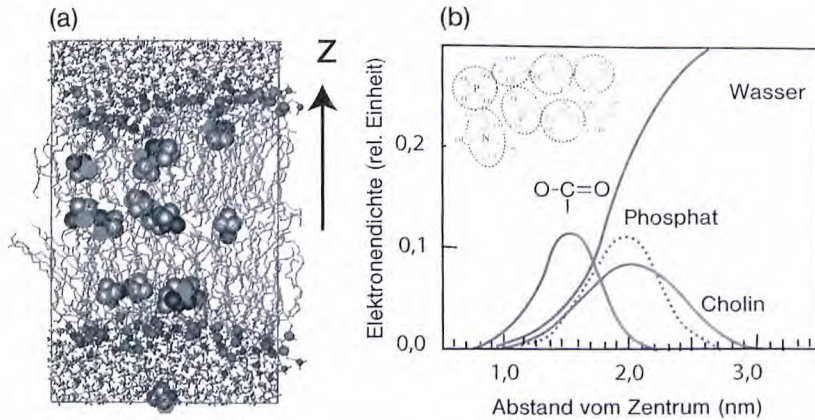 (a)
Z
(b)
Elektronendichte (rel. Einheit)
0,2
0,1
0,0
P
N
O-C=O
Wasser
Phosphat
Cholin
1,0 2,0 3,0
Abstand vom Zentrum (nm)